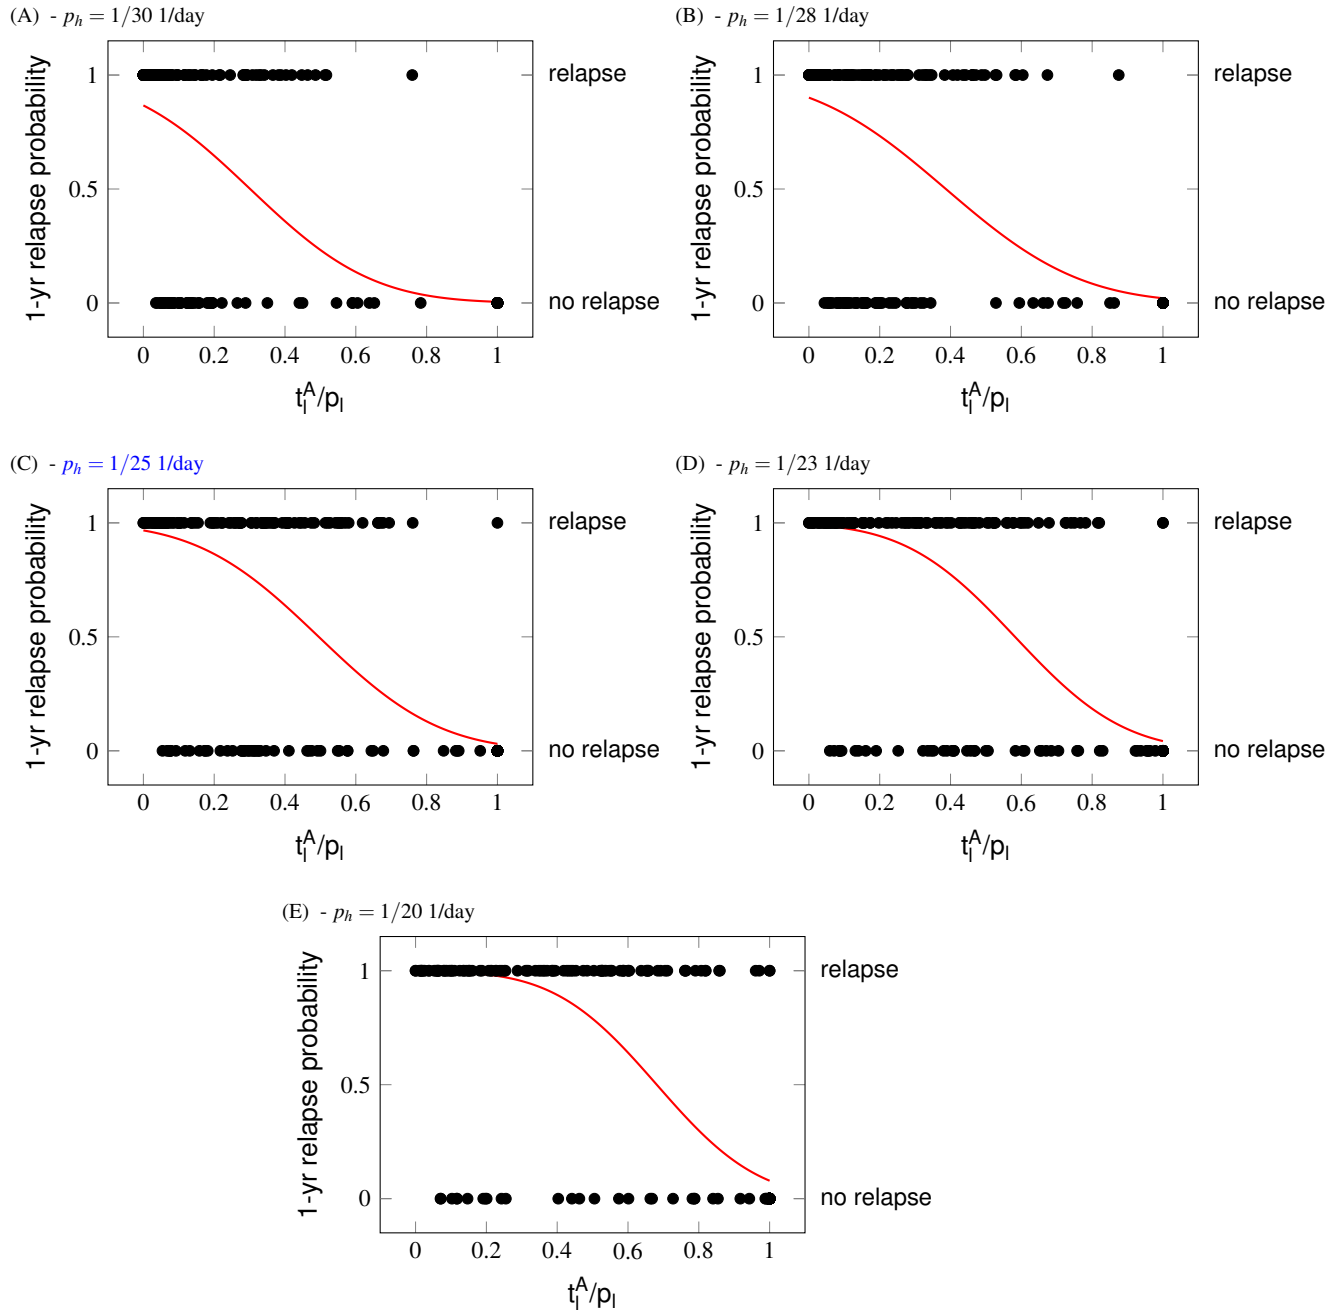 (A) - p_h = 1/30 1/day
1-yr relapse probability
1
0.5
0
relapse
no relapse
0 0.2 0.4 0.6 0.8 1
t_l^A/p_l
(B) - p_h = 1/28 1/day
1-yr relapse probability
1
0.5
0
relapse
no relapse
0 0.2 0.4 0.6 0.8 1
t_l^A/p_l
(C) - p_h = 1/25 1/day
1-yr relapse probability
1
0.5
0
relapse
no relapse
0 0.2 0.4 0.6 0.8 1
t_l^A/p_l
(D) - p_h = 1/23 1/day
1-yr relapse probability
1
0.5
0
relapse
no relapse
0 0.2 0.4 0.6 0.8 1
t_l^A/p_l
(E) - p_h = 1/20 1/day
1-yr relapse probability
1
0.5
0
relapse
no relapse
0 0.2 0.4 0.6 0.8 1
t_l^A/p_l